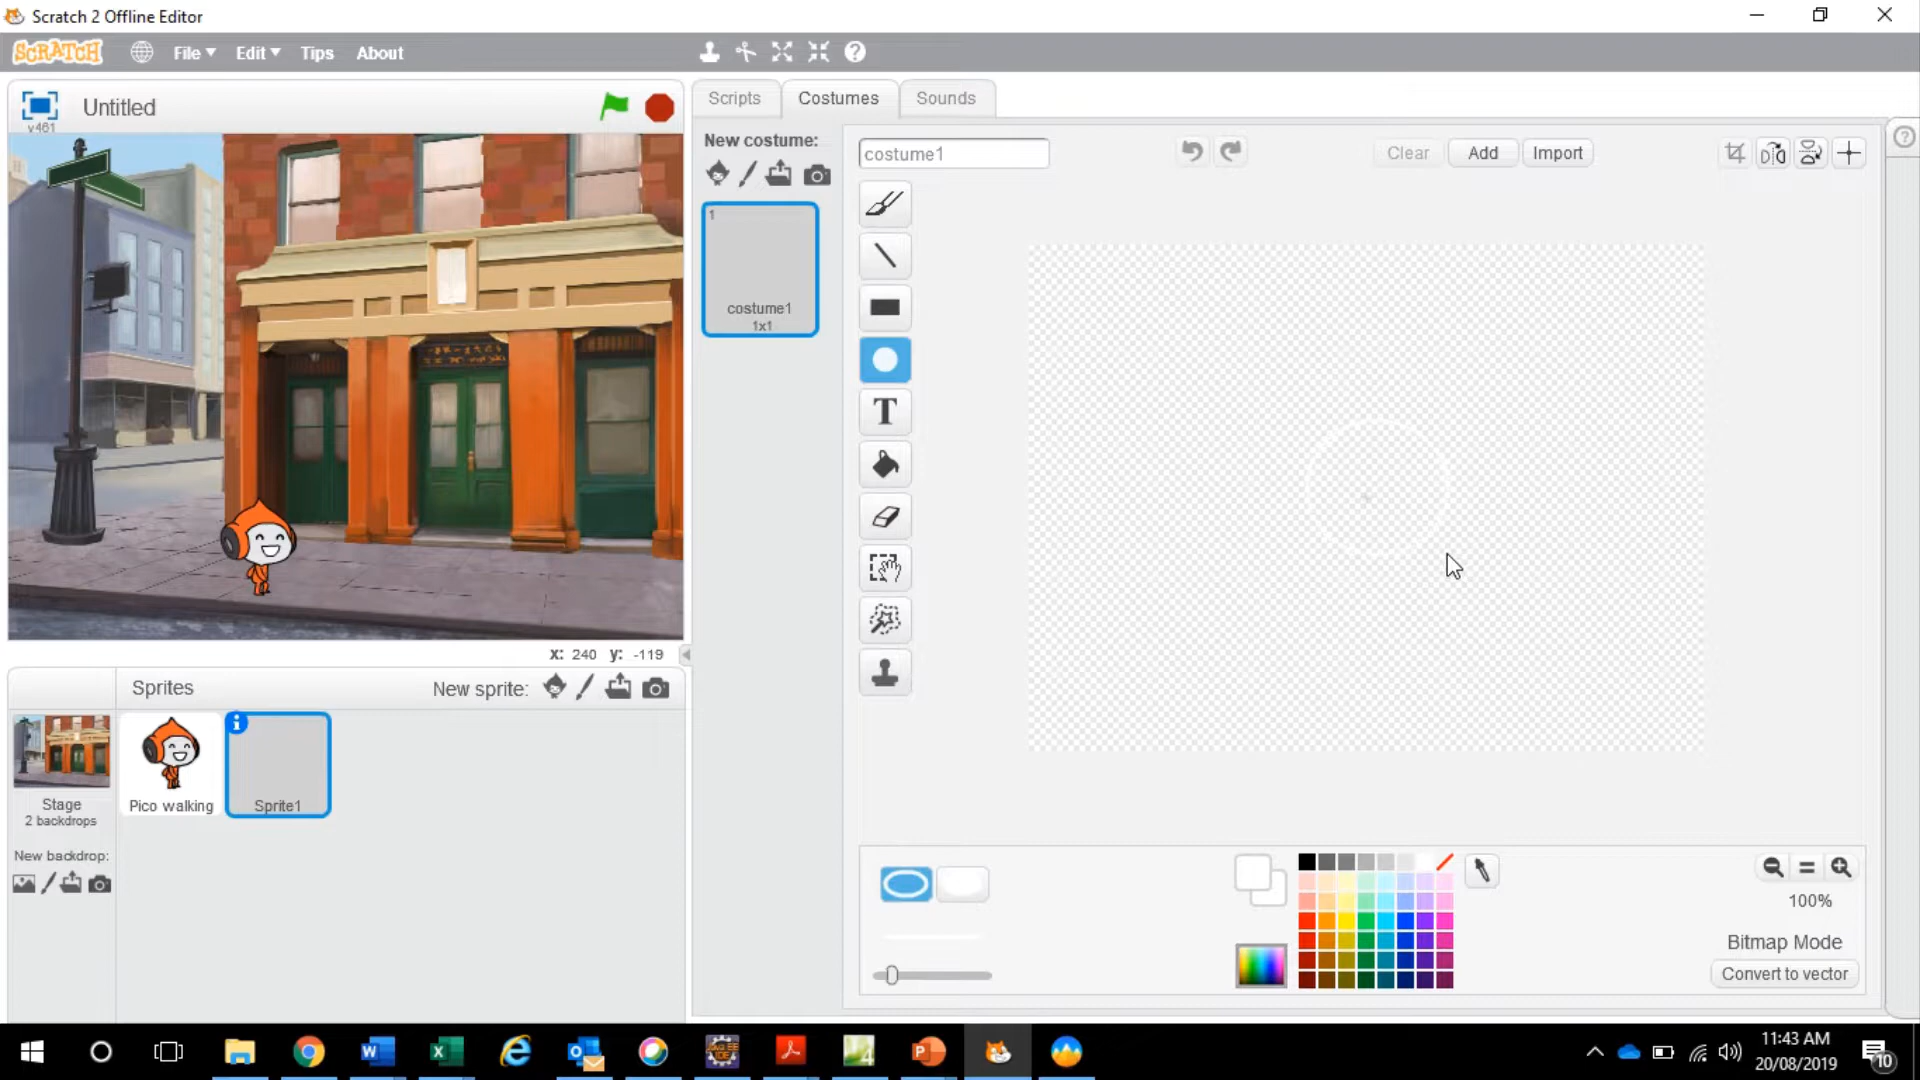 Scratch 2 Offline Editor
SCRATCH File Edit Tips About
Untitled
v461
Scripts Costumes Sounds
New costume:
1
costume1
1x1
costume1
Clear Add Import
T
x: 240 y: -119
Sprites New sprite:
Stage
2 backdrops
Pico walking
Sprite1
New backdrop:
100%
Bitmap Mode
Convert to vector
11:43 AM
20/08/2019
10